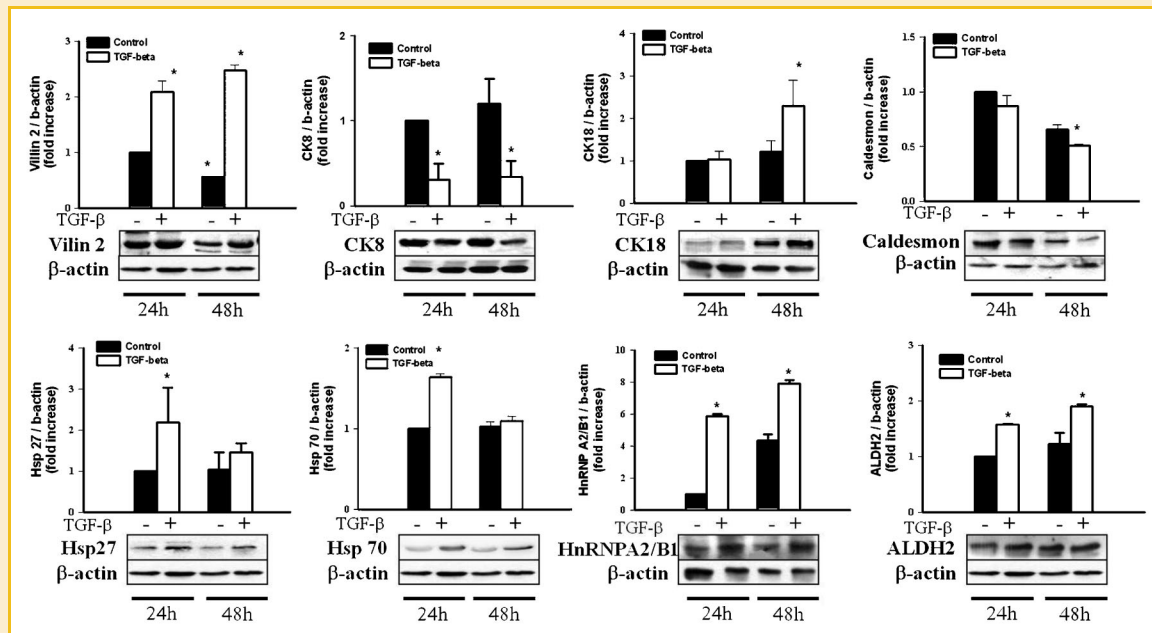 Control
TGF-beta
Villin 2 / b-actin
(fold increase)
3
2
1
0
*
*
*
TGF-β - + - +
Vilin 2
β-actin
24h 48h
Control
TGF-beta
CK8 / b-actin
(fold increase)
2
1
0
*
*
- + - +
CK8
β-actin
24h 48h
Control
TGF-beta
CK18 / b-actin
(fold increase)
4
3
2
1
0
*
TGF-β - + - +
CK18
β-actin
24h 48h
Control
TGF-beta
Caldesmon / b-actin
(fold increase)
1.5
1.0
0.5
0.0
*
TGF-β - + - +
Caldesmon
β-actin
24h 48h
Control
TGF-beta
Hsp 27 / b-actin
(fold increase)
4
3
2
1
0
*
TGF-β - + - +
Hsp27
β-actin
24h 48h
Control
TGF-beta
Hsp 70 / b-actin
(fold increase)
2
1
0
*
TGF-β - + - +
Hsp 70
β-actin
24h 48h
Control
TGF-beta
HnRNP A2/B1 / b-actin
(fold increase)
10
8
6
4
2
0
*
*
TGF-β - + - +
HnRNPA2/B1
β-actin
24h 48h
Control
TGF-beta
ALDH2 / b-actin
(fold increase)
3
2
1
0
*
*
TGF-β - + - +
ALDH2
β-actin
24h 48h